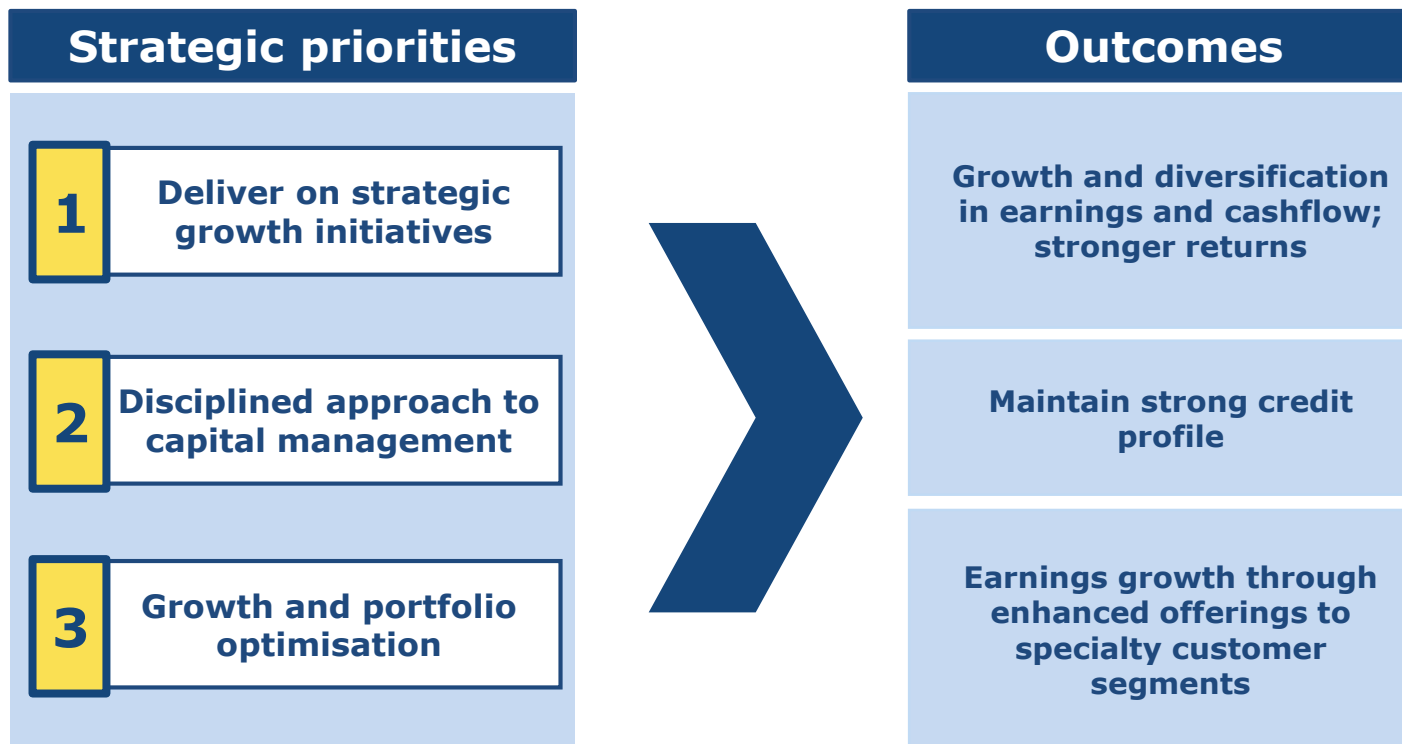 Strategic priorities
1
Deliver on strategic
growth initiatives
2
Disciplined approach to
capital management
3
Growth and portfolio
optimisation
Outcomes
Growth and diversification
in earnings and cashflow;
stronger returns
Maintain strong credit
profile
Earnings growth through
enhanced offerings to
specialty customer
segments